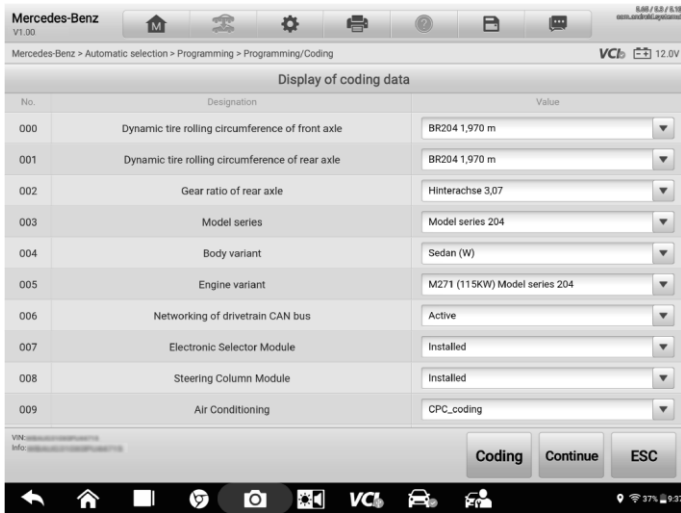 Mercedes-Benz
V1.00
Mercedes-Benz > Automatic selection > Programming > Programming/Coding
VCI 12.0V
Display of coding data
No. Designation Value
000 Dynamic tire rolling circumference of front axle BR204 1,970 m
001 Dynamic tire rolling circumference of rear axle BR204 1,970 m
002 Gear ratio of rear axle Hinterachse 3,07
003 Model series Model series 204
004 Body variant Sedan (W)
005 Engine variant M271 (115KW) Model series 204
006 Networking of drivetrain CAN bus Active
007 Electronic Selector Module Installed
008 Steering Column Module Installed
009 Air Conditioning CPC_coding
VIN:
Info:
Coding Continue ESC
VCI 37% 9:37